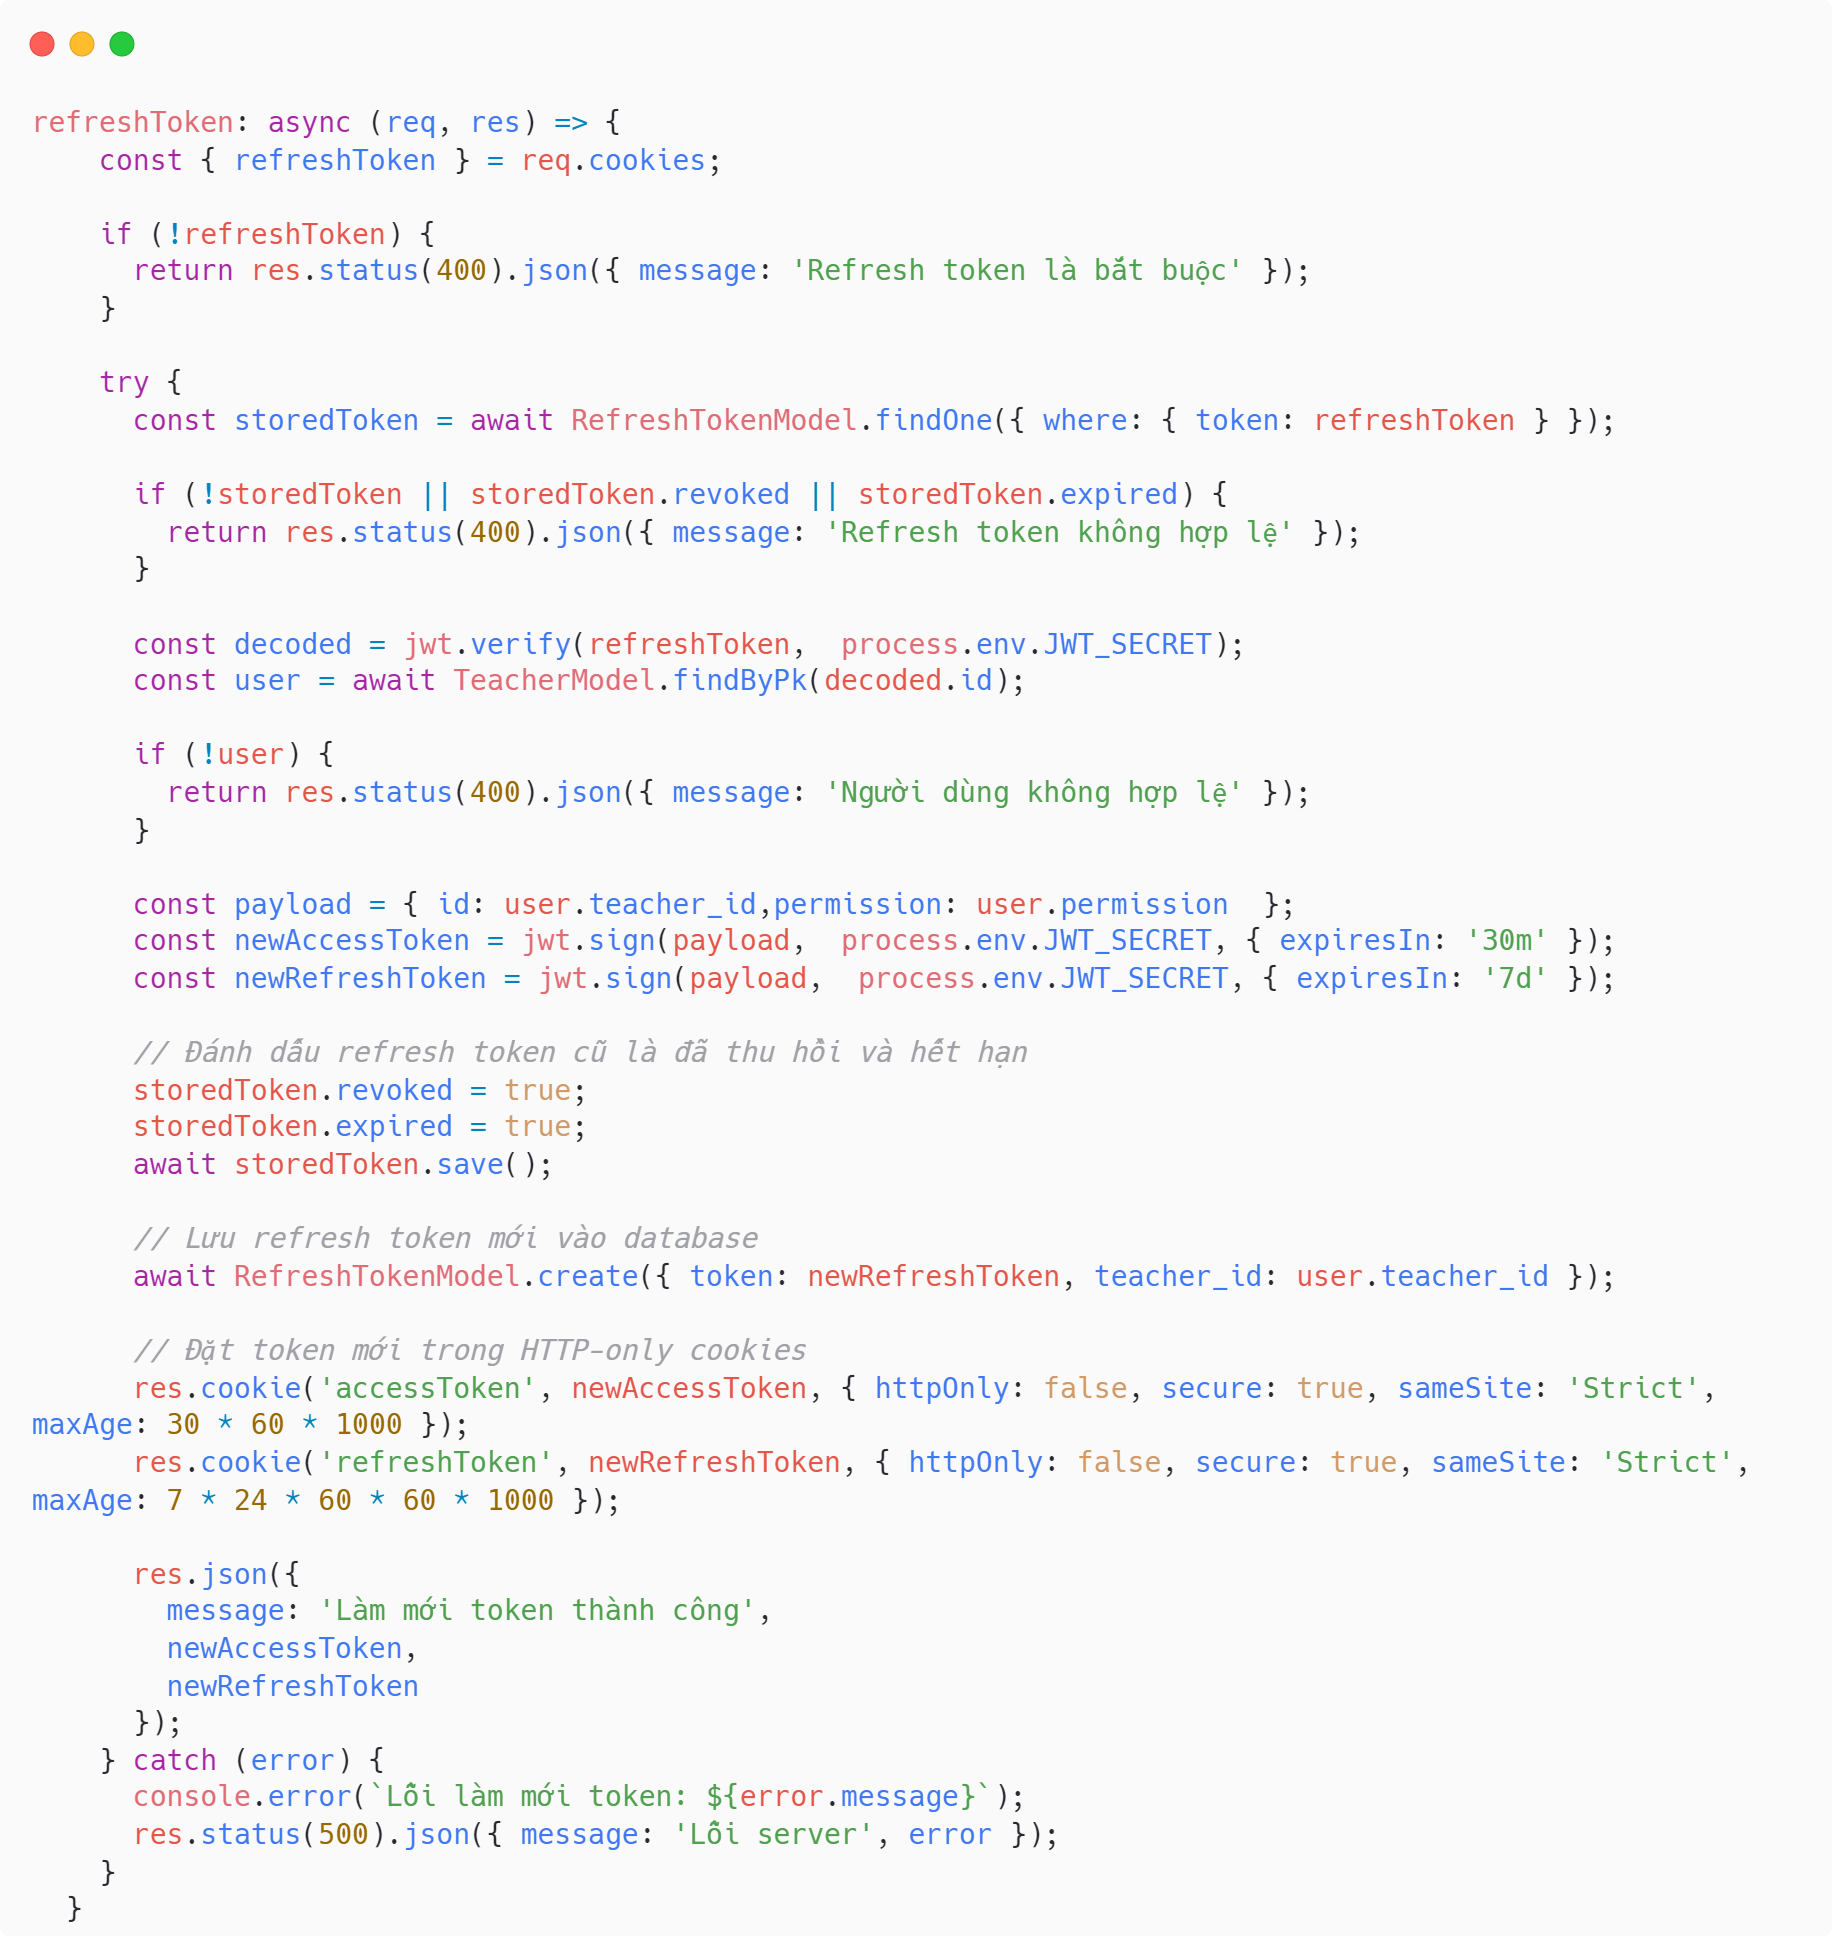 refreshToken: async (req, res) => {
    const { refreshToken } = req.cookies;

    if (!refreshToken) {
      return res.status(400).json({ message: 'Refresh token là bắt buộc' });
    }

    try {
      const storedToken = await RefreshTokenModel.findOne({ where: { token: refreshToken } });

      if (!storedToken || storedToken.revoked || storedToken.expired) {
        return res.status(400).json({ message: 'Refresh token không hợp lệ' });
      }

      const decoded = jwt.verify(refreshToken,  process.env.JWT_SECRET);
      const user = await TeacherModel.findByPk(decoded.id);

      if (!user) {
        return res.status(400).json({ message: 'Người dùng không hợp lệ' });
      }

      const payload = { id: user.teacher_id,permission: user.permission  };
      const newAccessToken = jwt.sign(payload,  process.env.JWT_SECRET, { expiresIn: '30m' });
      const newRefreshToken = jwt.sign(payload,  process.env.JWT_SECRET, { expiresIn: '7d' });

      // Đánh dấu refresh token cũ là đã thu hồi và hết hạn
      storedToken.revoked = true;
      storedToken.expired = true;
      await storedToken.save();

      // Lưu refresh token mới vào database
      await RefreshTokenModel.create({ token: newRefreshToken, teacher_id: user.teacher_id });

      // Đặt token mới trong HTTP-only cookies
      res.cookie('accessToken', newAccessToken, { httpOnly: false, secure: true, sameSite: 'Strict',
maxAge: 30 * 60 * 1000 });
      res.cookie('refreshToken', newRefreshToken, { httpOnly: false, secure: true, sameSite: 'Strict',
maxAge: 7 * 24 * 60 * 60 * 1000 });

      res.json({
        message: 'Làm mới token thành công',
        newAccessToken,
        newRefreshToken
      });
    } catch (error) {
      console.error(`Lỗi làm mới token: ${error.message}`);
      res.status(500).json({ message: 'Lỗi server', error });
    }
  }